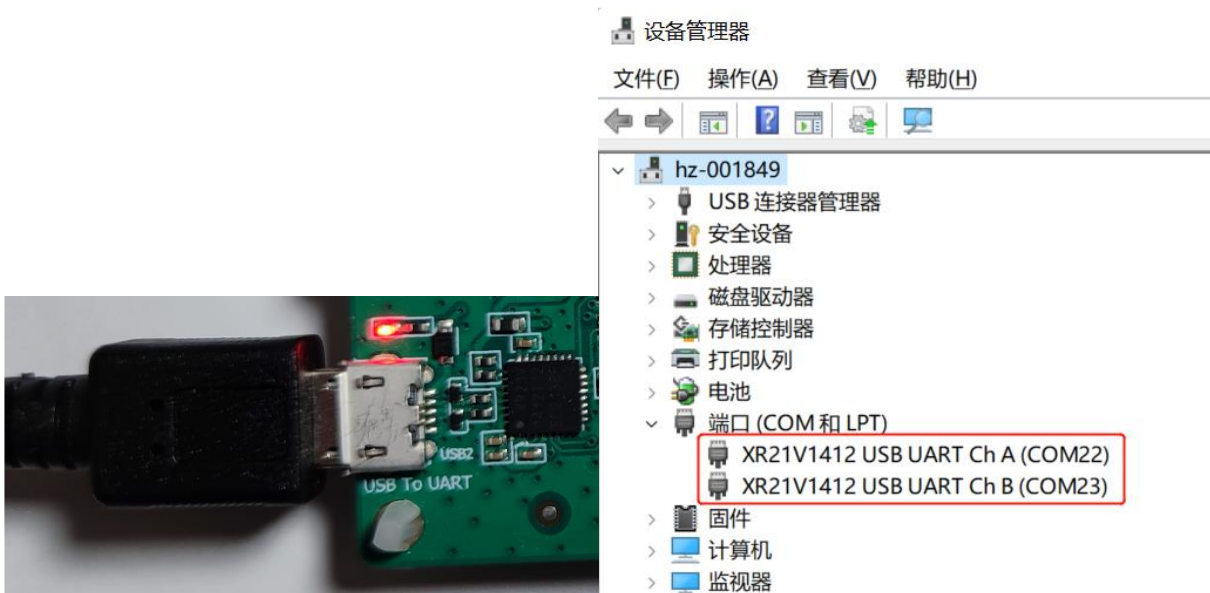 USB2
USB To UART
设备管理器
文件(F) 操作(A) 查看(V) 帮助(H)
hz-001849
USB 连接器管理器
安全设备
处理器
磁盘驱动器
存储控制器
打印队列
电池
端口 (COM 和 LPT)
XR21V1412 USB UART Ch A (COM22)
XR21V1412 USB UART Ch B (COM23)
固件
计算机
监视器